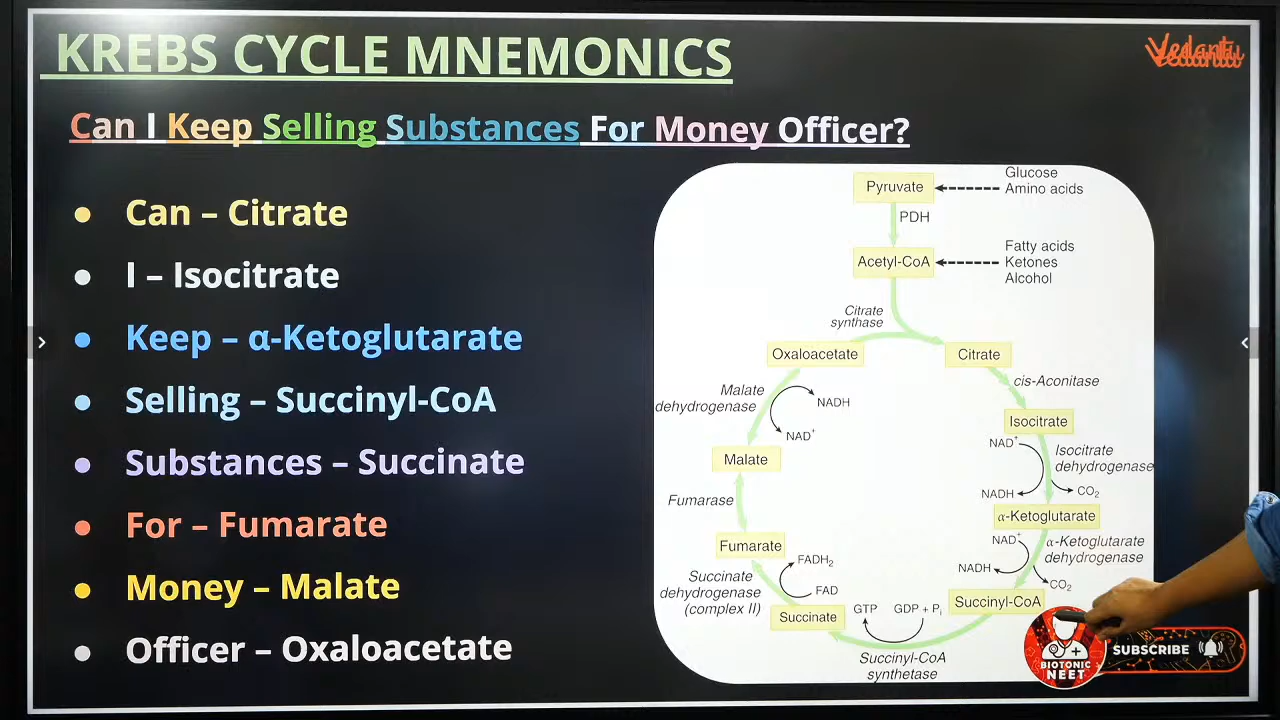 KREBS CYCLE MNEMONICS
Vedantu
Can I Keep Selling Substances For Money Officer?
• Can – Citrate
• I – Isocitrate
• Keep – α-Ketoglutarate
• Selling – Succinyl-CoA
• Substances – Succinate
• For – Fumarate
• Money – Malate
• Officer – Oxaloacetate
Pyruvate
Glucose
Amino acids
PDH
Acetyl-CoA
Fatty acids
Ketones
Alcohol
Citrate
synthase
Oxaloacetate
Citrate
cis-Aconitase
Malate
dehydrogenase
NADH
NAD+
Isocitrate
NAD+
Isocitrate
dehydrogenase
NADH
CO2
Malate
Fumarase
α-Ketoglutarate
NAD+
α-Ketoglutarate
dehydrogenase
NADH
CO2
Fumarate
FADH2
FAD
Succinate
dehydrogenase
(complex II)
Succinyl-CoA
GTP
GDP + Pi
Succinate
Succinyl-CoA
synthetase
BIOTONIC
NEET
SUBSCRIBE